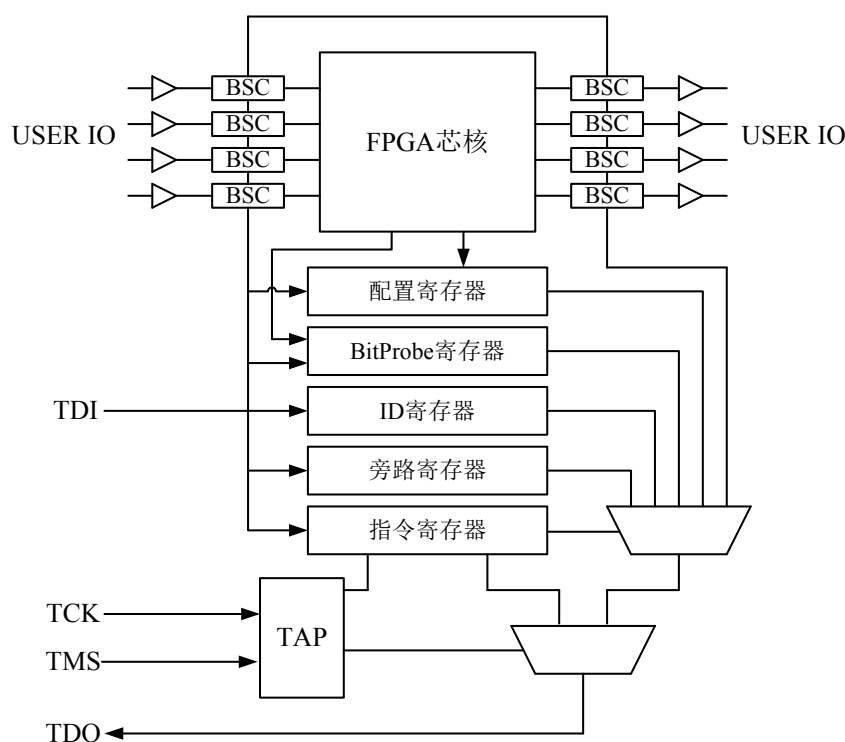 BSC BSC
BSC BSC
USER IO FPGA芯核 USER IO
BSC BSC
BSC BSC
配置寄存器
BitProbe寄存器
TDI ID寄存器
旁路寄存器
指令寄存器
TCK
TAP
TMS
TDO